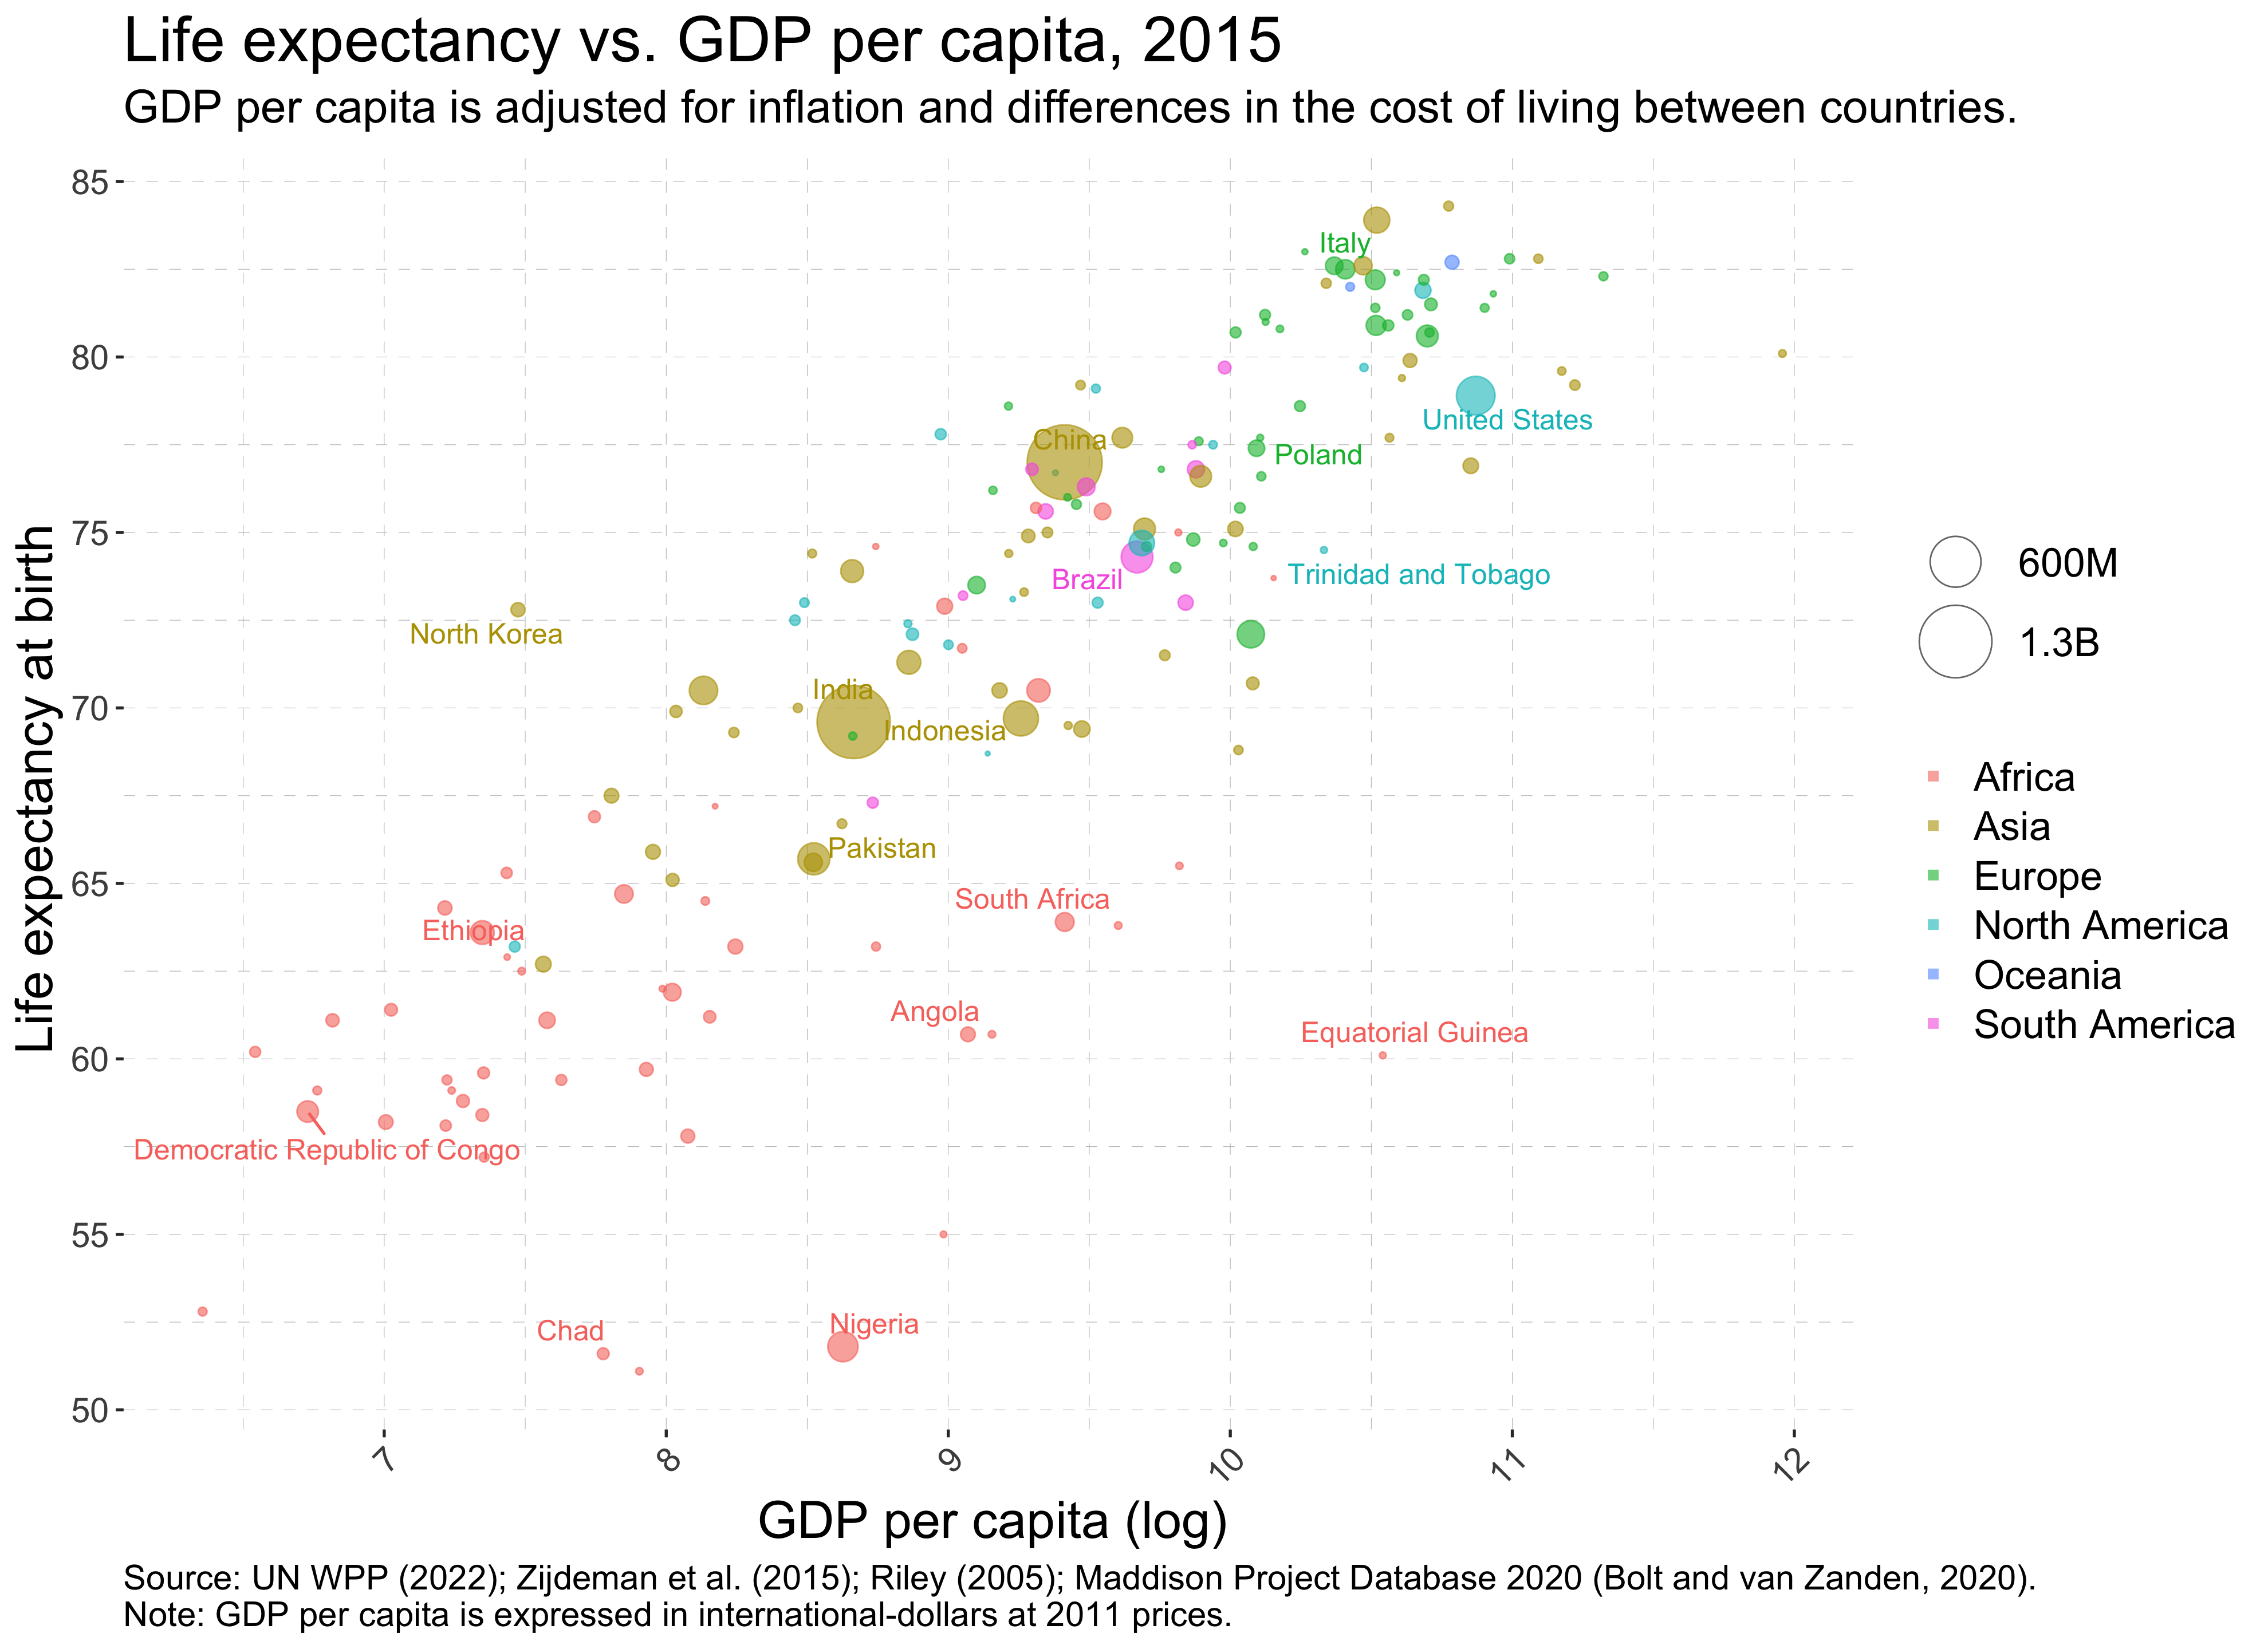 Life expectancy vs. GDP per capita, 2015
GDP per capita is adjusted for inflation and differences in the cost of living between countries.
Life expectancy at birth
85
80
75
70
65
60
55
50
Italy
United States
China
Poland
Brazil
Trinidad and Tobago
North Korea
India
Indonesia
Pakistan
South Africa
Ethiopia
Angola
Equatorial Guinea
Democratic Republic of Congo
Chad
Nigeria
7
8
9
10
11
12
GDP per capita (log)
600M
1.3B
Africa
Asia
Europe
North America
Oceania
South America
Source: UN WPP (2022); Zijdeman et al. (2015); Riley (2005); Maddison Project Database 2020 (Bolt and van Zanden, 2020).
Note: GDP per capita is expressed in international-dollars at 2011 prices.